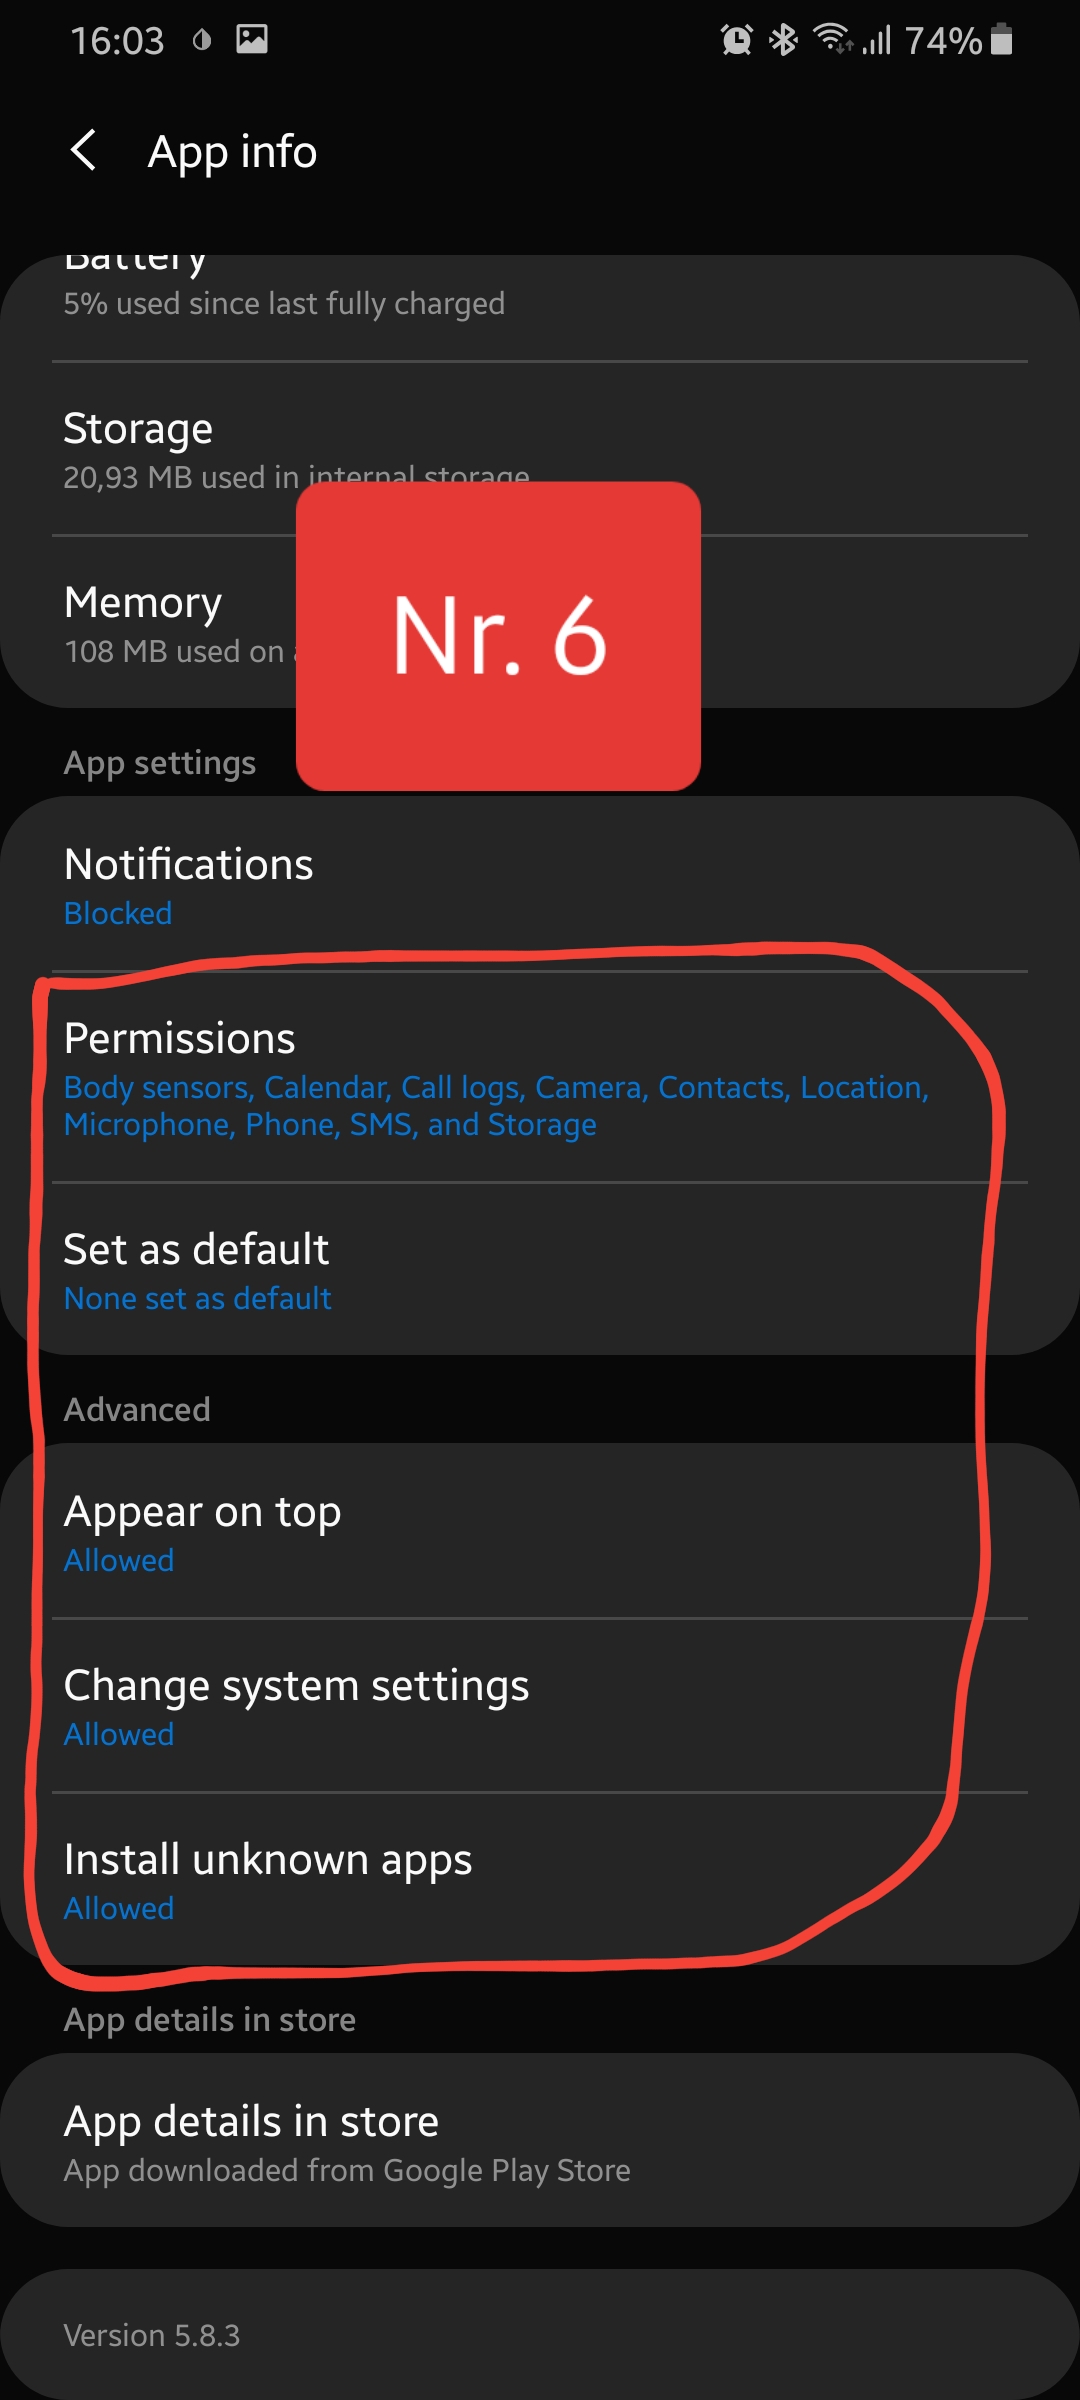 16:03
74%
App info
Battery
5% used since last fully charged
Storage
20,93 MB used in internal storage
Memory
108 MB used on
Nr. 6
App settings
Notifications
Blocked
Permissions
Body sensors, Calendar, Call logs, Camera, Contacts, Location,
Microphone, Phone, SMS, and Storage
Set as default
None set as default
Advanced
Appear on top
Allowed
Change system settings
Allowed
Install unknown apps
Allowed
App details in store
App details in store
App downloaded from Google Play Store
Version 5.8.3